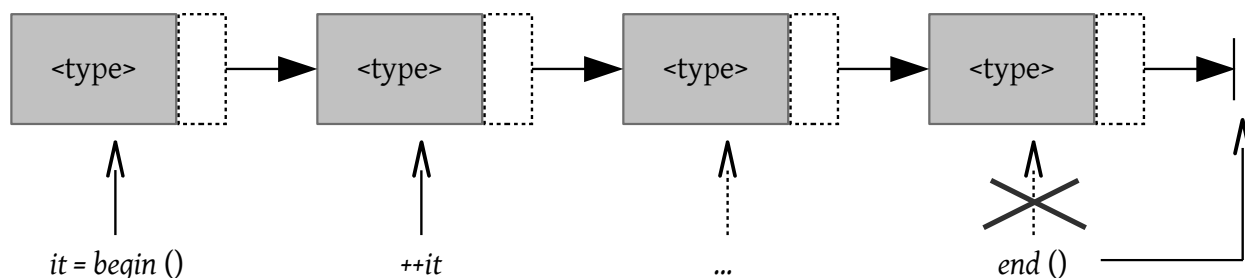 <type> <type> <type> <type>
it = begin () ++it ... end ()